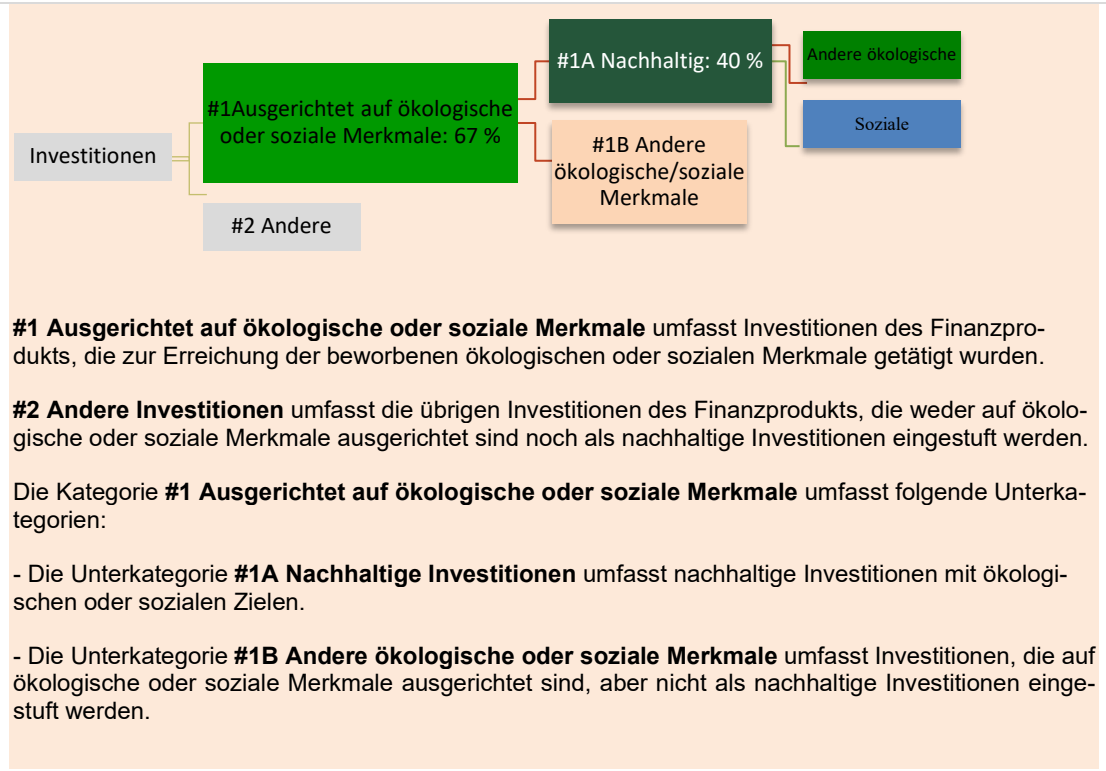 #1A Nachhaltig: 40 %
Andere ökologische
#1Ausgerichtet auf ökologische
oder soziale Merkmale: 67 %
Soziale
#1B Andere
ökologische/soziale
Merkmale
Investitionen
#2 Andere
#1 Ausgerichtet auf ökologische oder soziale Merkmale umfasst Investitionen des Finanzpro-
dukts, die zur Erreichung der beworbenen ökologischen oder sozialen Merkmale getätigt wurden.
#2 Andere Investitionen umfasst die übrigen Investitionen des Finanzprodukts, die weder auf ökolo-
gische oder soziale Merkmale ausgerichtet sind noch als nachhaltige Investitionen eingestuft werden.
Die Kategorie #1 Ausgerichtet auf ökologische oder soziale Merkmale umfasst folgende Unterka-
tegorien:
- Die Unterkategorie #1A Nachhaltige Investitionen umfasst nachhaltige Investitionen mit ökologi-
schen oder sozialen Zielen.
- Die Unterkategorie #1B Andere ökologische oder soziale Merkmale umfasst Investitionen, die auf
ökologische oder soziale Merkmale ausgerichtet sind, aber nicht als nachhaltige Investitionen einge-
stuft werden.